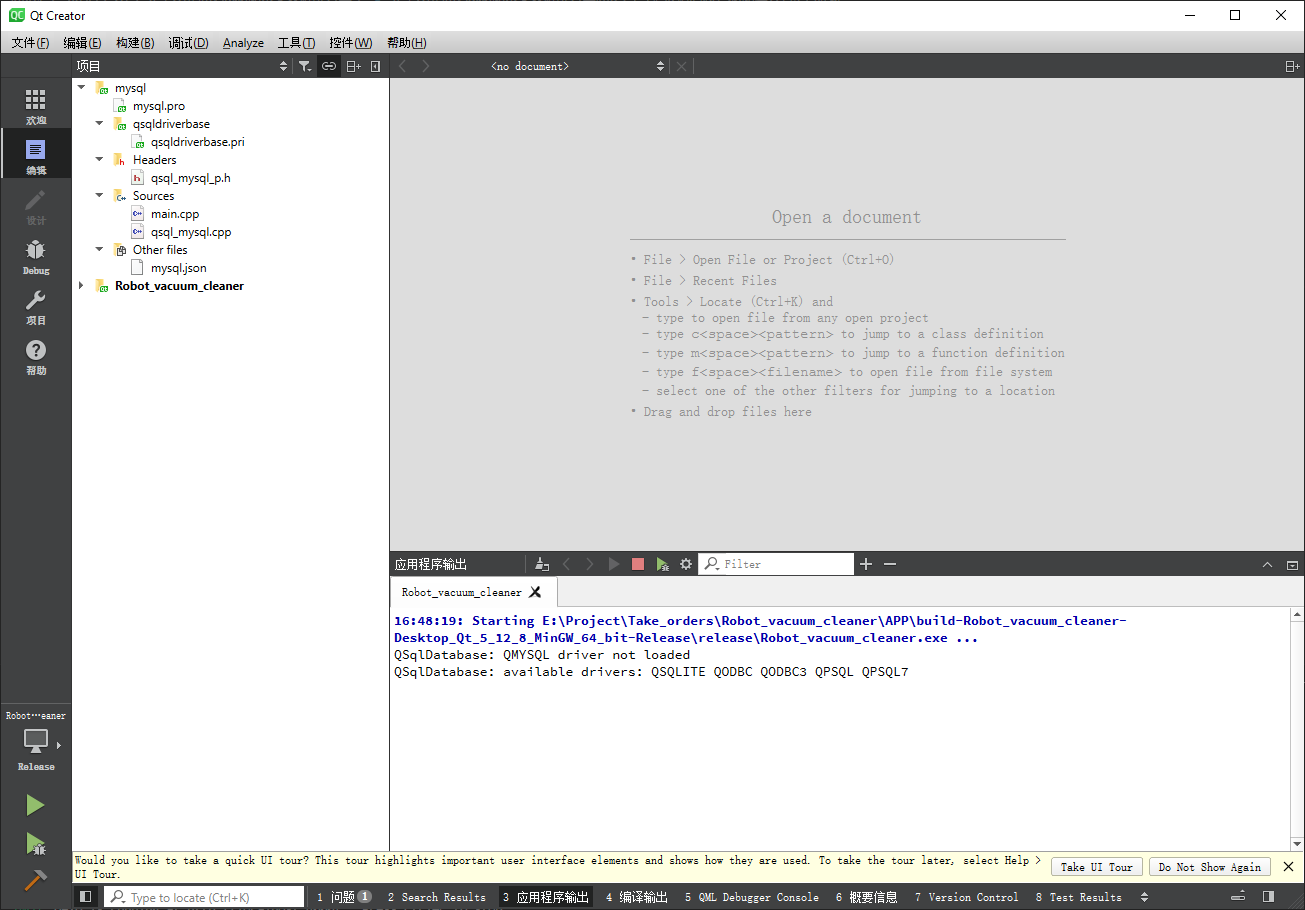 Qt Creator
文件(F) 编辑(E) 构建(B) 调试(D) Analyze 工具(T) 控件(W) 帮助(H)
项目
<no document>
欢迎
编辑
设计
Debug
项目
帮助
mysql
mysql.pro
qsqldriverbase
qsqldriverbase.pri
Headers
qsql_mysql_p.h
Sources
main.cpp
qsql_mysql.cpp
Other files
mysql.json
Robot_vacuum_cleaner
Open a document
• File > Open File or Project (Ctrl+O)
• File > Recent Files
• Tools > Locate (Ctrl+K) and
- type to open file from any open project
- type c<space><pattern> to jump to a class definition
- type m<space><pattern> to jump to a function definition
- type f<space><filename> to open file from file system
- select one of the other filters for jumping to a location
• Drag and drop files here
应用程序输出 Filter
Robot_vacuum_cleaner
16:48:19: Starting E:\Project\Take_orders\Robot_vacuum_cleaner\APP\build-Robot_vacuum_cleaner-
Desktop_Qt_5_12_8_MinGW_64_bit-Release\release\Robot_vacuum_cleaner.exe ...
QSqlDatabase: QMYSQL driver not loaded
QSqlDatabase: available drivers: QSQLITE QODBC QODBC3 QPSQL QPSQL7
Robot…eaner
Release
Would you like to take a quick UI tour? This tour highlights important user interface elements and shows how they are used. To take the tour later, select Help >
UI Tour.
Take UI Tour Do Not Show Again
Type to locate (Ctrl+K) 1 问题 1 2 Search Results 3 应用程序输出 4 编译输出 5 QML Debugger Console 6 概要信息 7 Version Control 8 Test Results